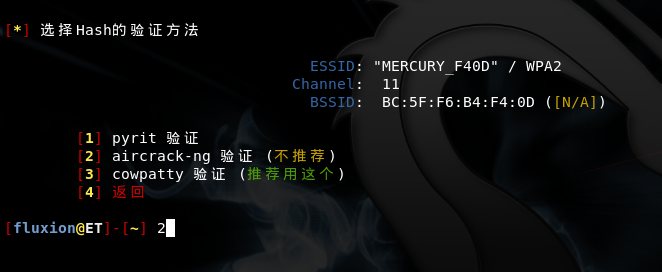 [*] 选择Hash的验证方法
ESSID: "MERCURY_F40D" / WPA2
Channel: 11
BSSID: BC:5F:F6:B4:F4:0D ([N/A])
[1] pyrit 验证
[2] aircrack-ng 验证 (不推荐)
[3] cowpatty 验证 (推荐用这个)
[4] 返回
[fluxion@ET]-[~] 2